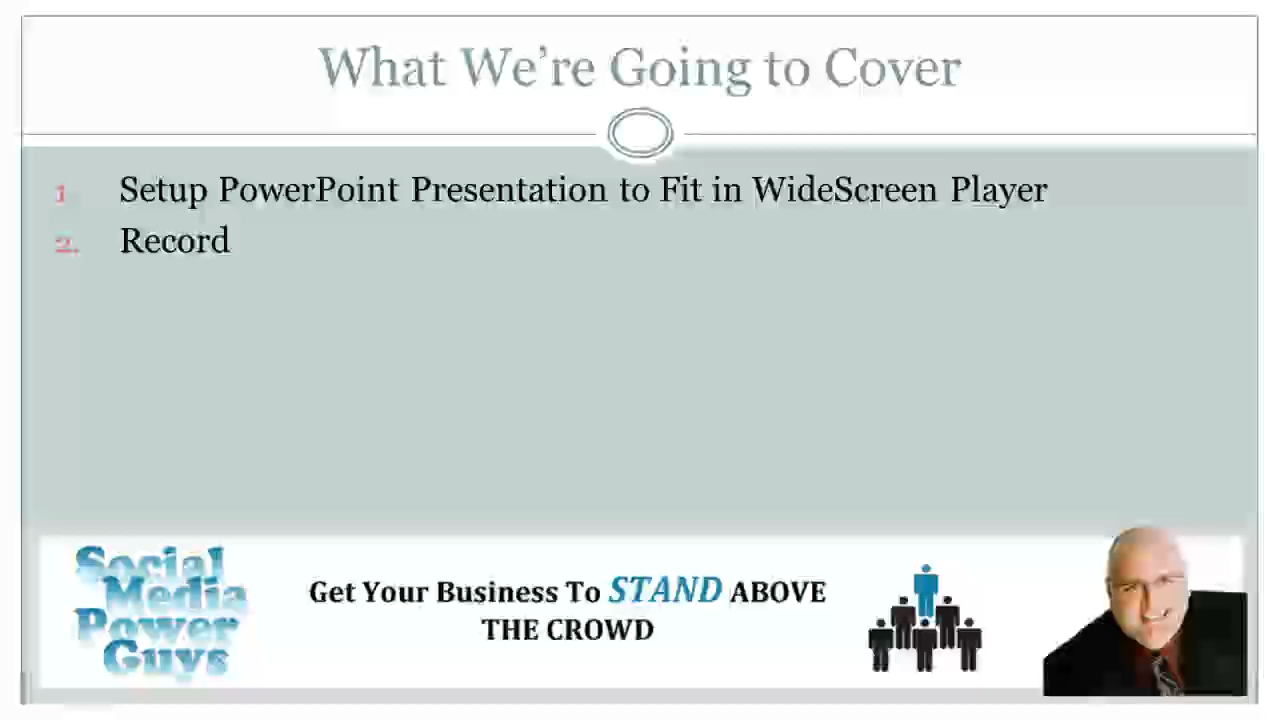 What We're Going to Cover
1. Setup PowerPoint Presentation to Fit in WideScreen Player
2. Record
Social
Media
Power
Guys
Get Your Business To STAND ABOVE
THE CROWD